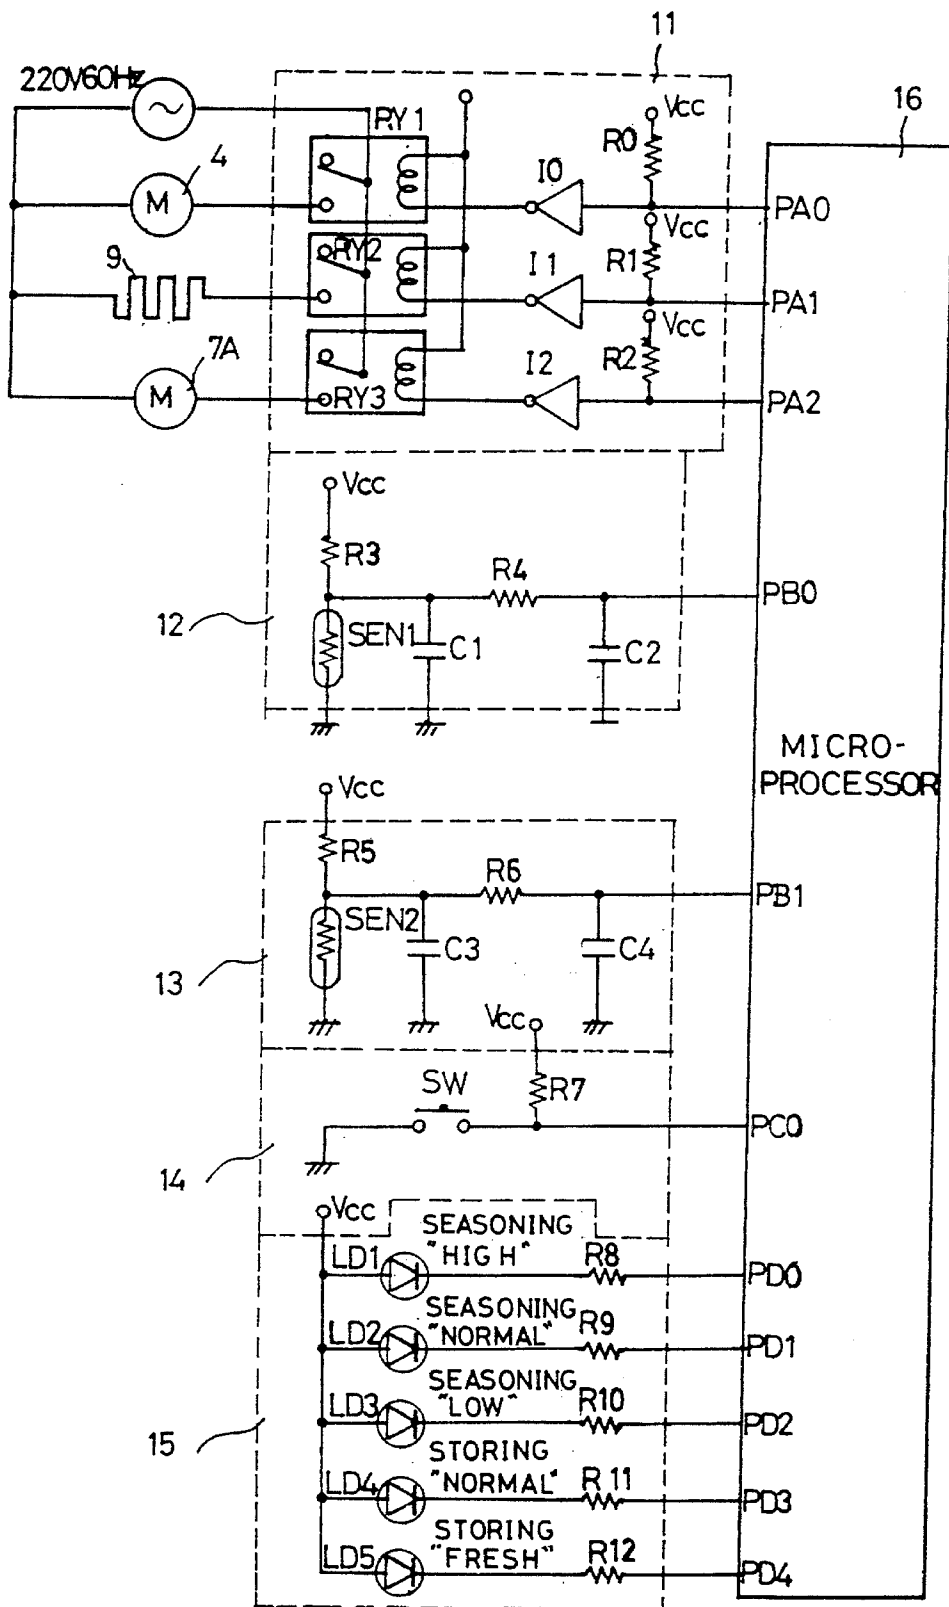 11
220V60Hz
Vcc
16
RY1
R0
4
I0
M
PA0
Vcc
RY2
9
I1
R1
PA1
Vcc
7A
I2
R2
M
RY3
PA2
Vcc
R3
R4
PB0
12
SEN1
C1
C2
MICRO-
PROCESSOR
Vcc
R5
R6
PB1
SEN2
C3
C4
13
Vcc
SW
R7
PC0
14
Vcc
SEASONING
"HIGH"
LD1
R8
PD0
SEASONING
"NORMAL"
LD2
R9
PD1
SEASONING
"LOW"
LD3
R10
PD2
15
STORING
"NORMAL"
LD4
R11
PD3
STORING
"FRESH"
LD5
R12
PD4